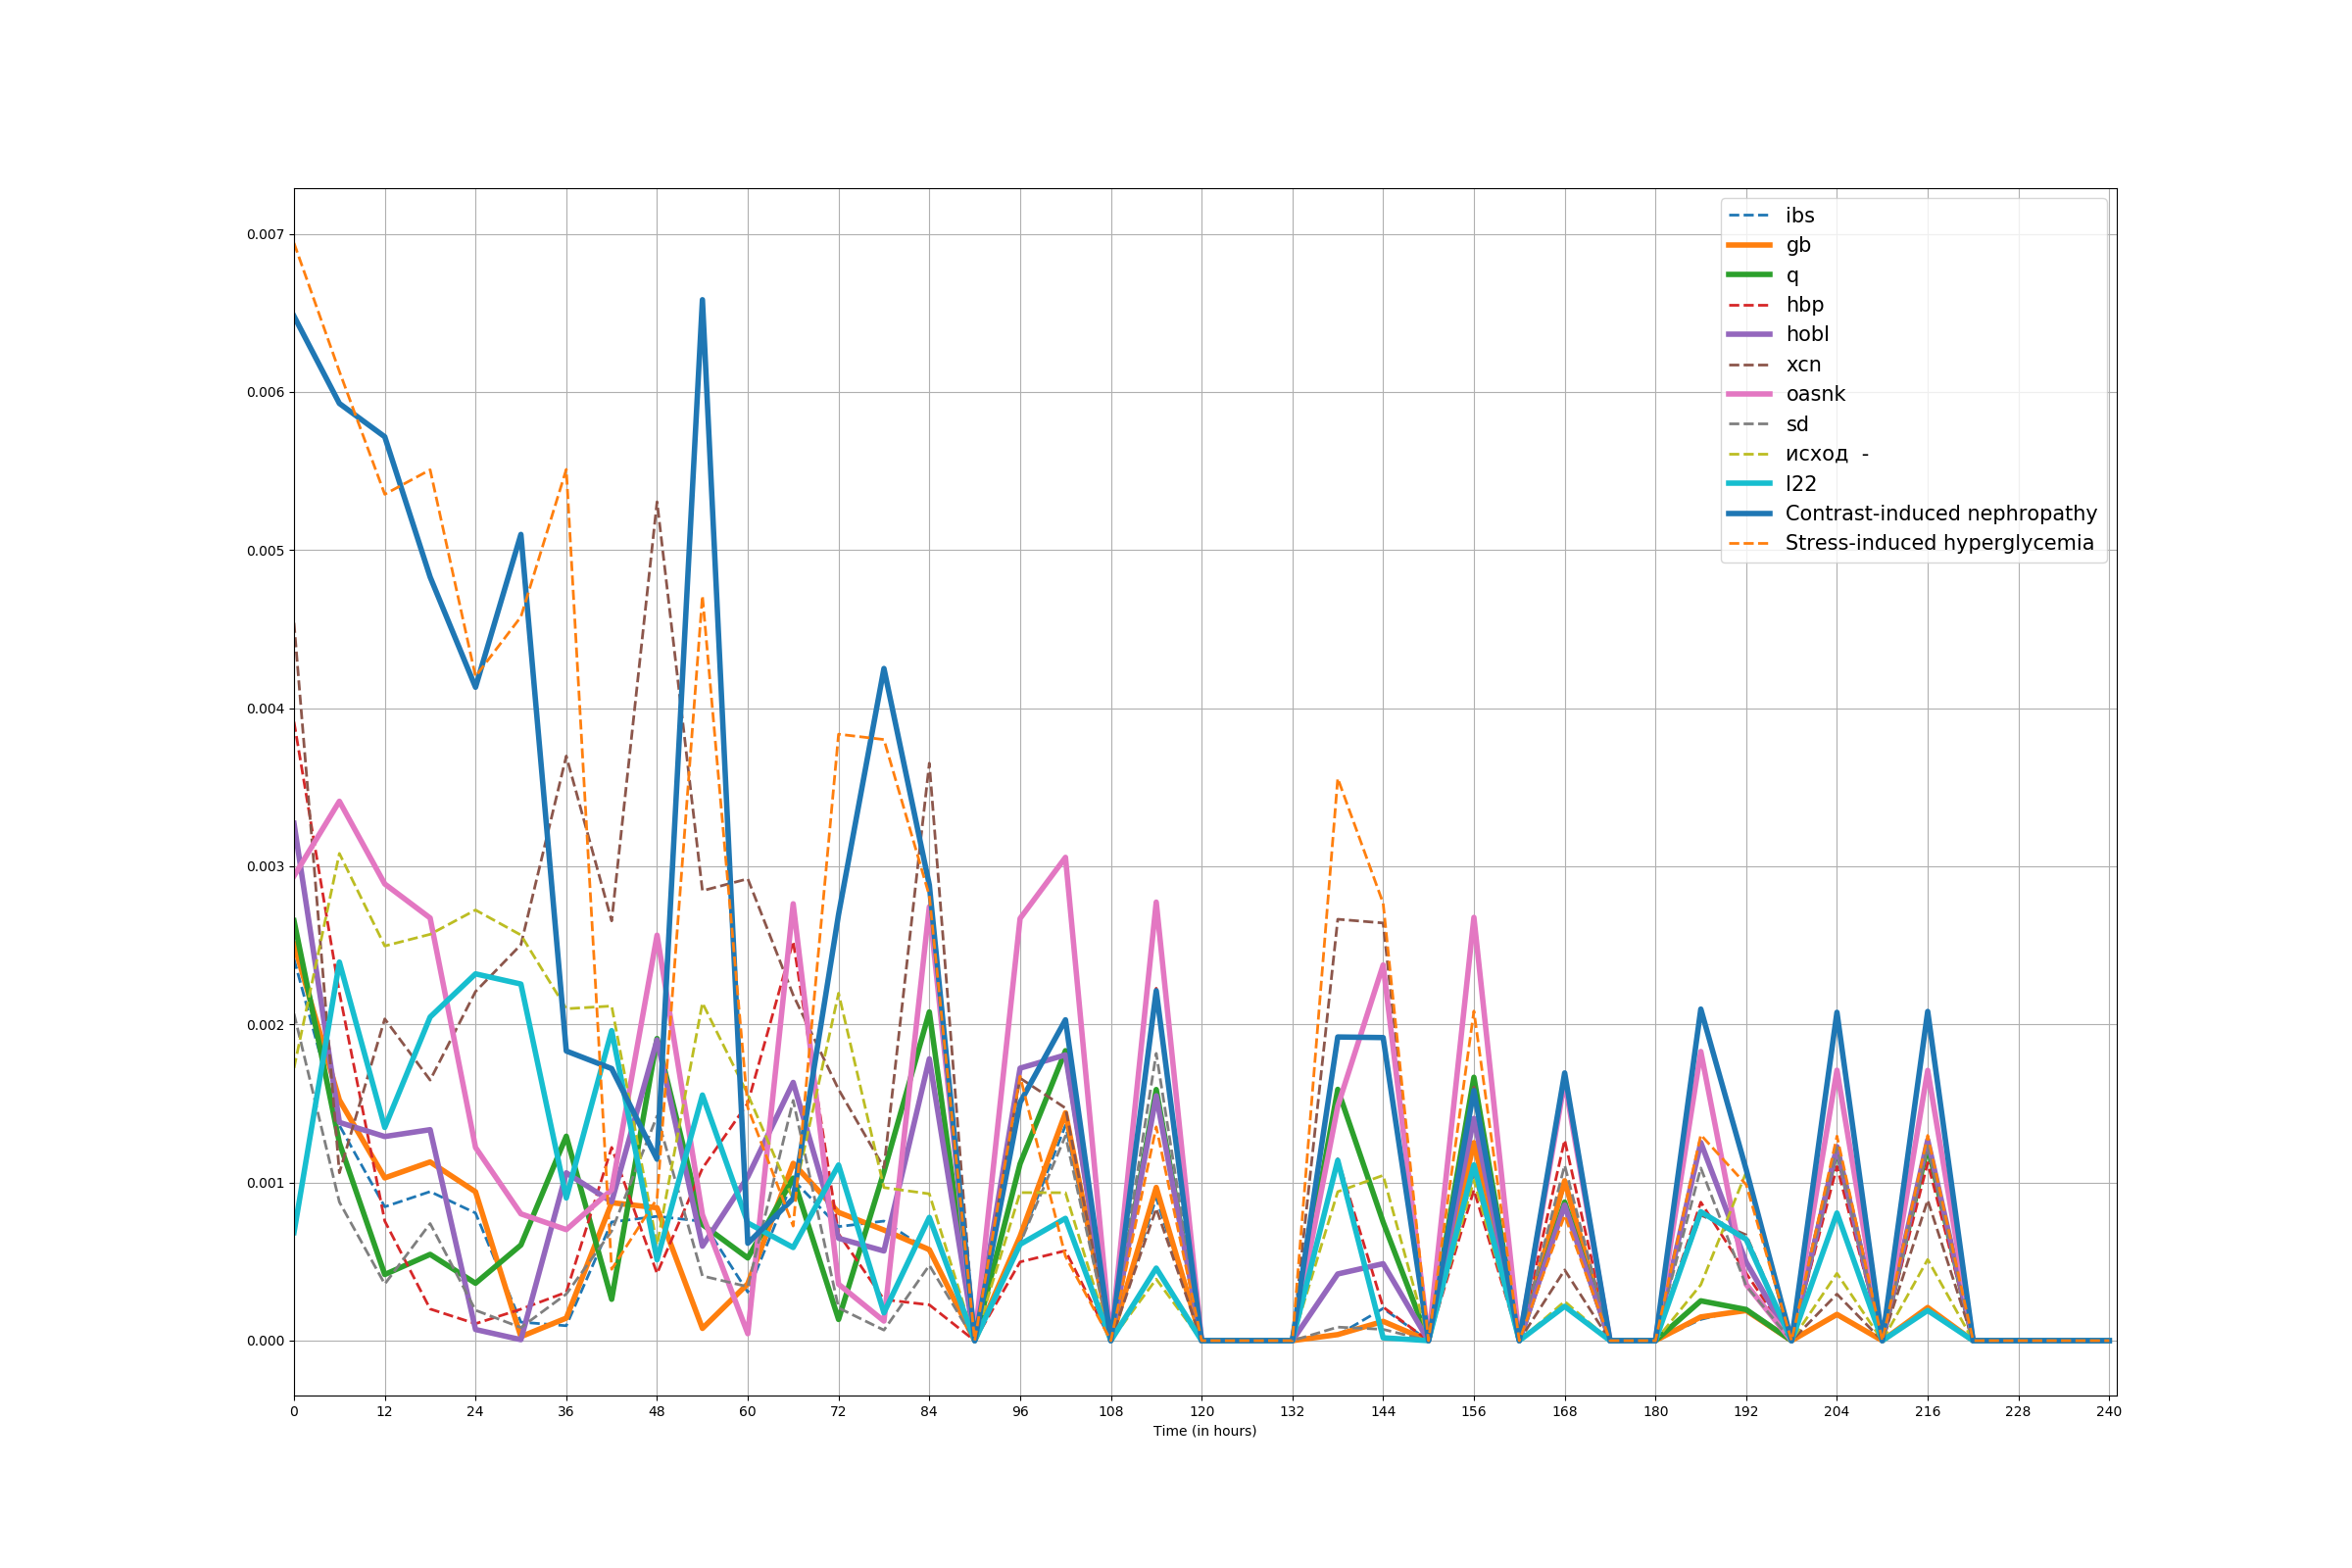 0.007
0.006
0.005
0.004
0.003
0.002
0.001
0.000
0 12 24 36 48 60 72 84 96 108 120 132 144 156 168 180 192 204 216 228 240
Time (in hours)
ibs
gb
q
hbp
hobl
xcn
oasnk
sd
исход  -
l22
Contrast-induced nephropathy
Stress-induced hyperglycemia